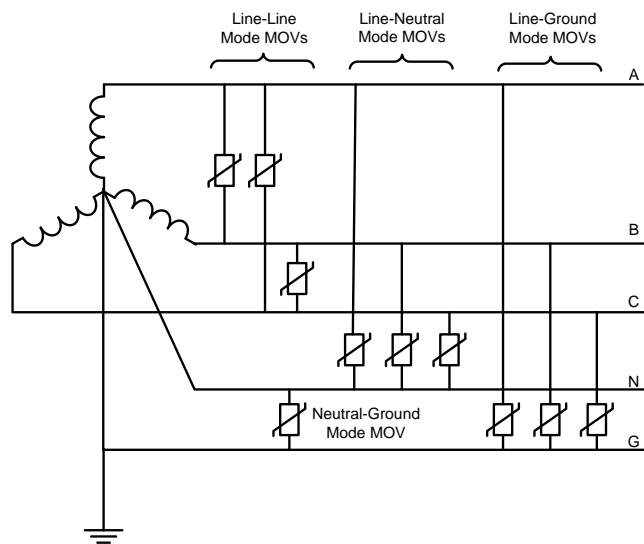 Line-Line
Mode MOVs
Line-Neutral
Mode MOVs
Line-Ground
Mode MOVs
A
B
C
N
Neutral-Ground
Mode MOV
G